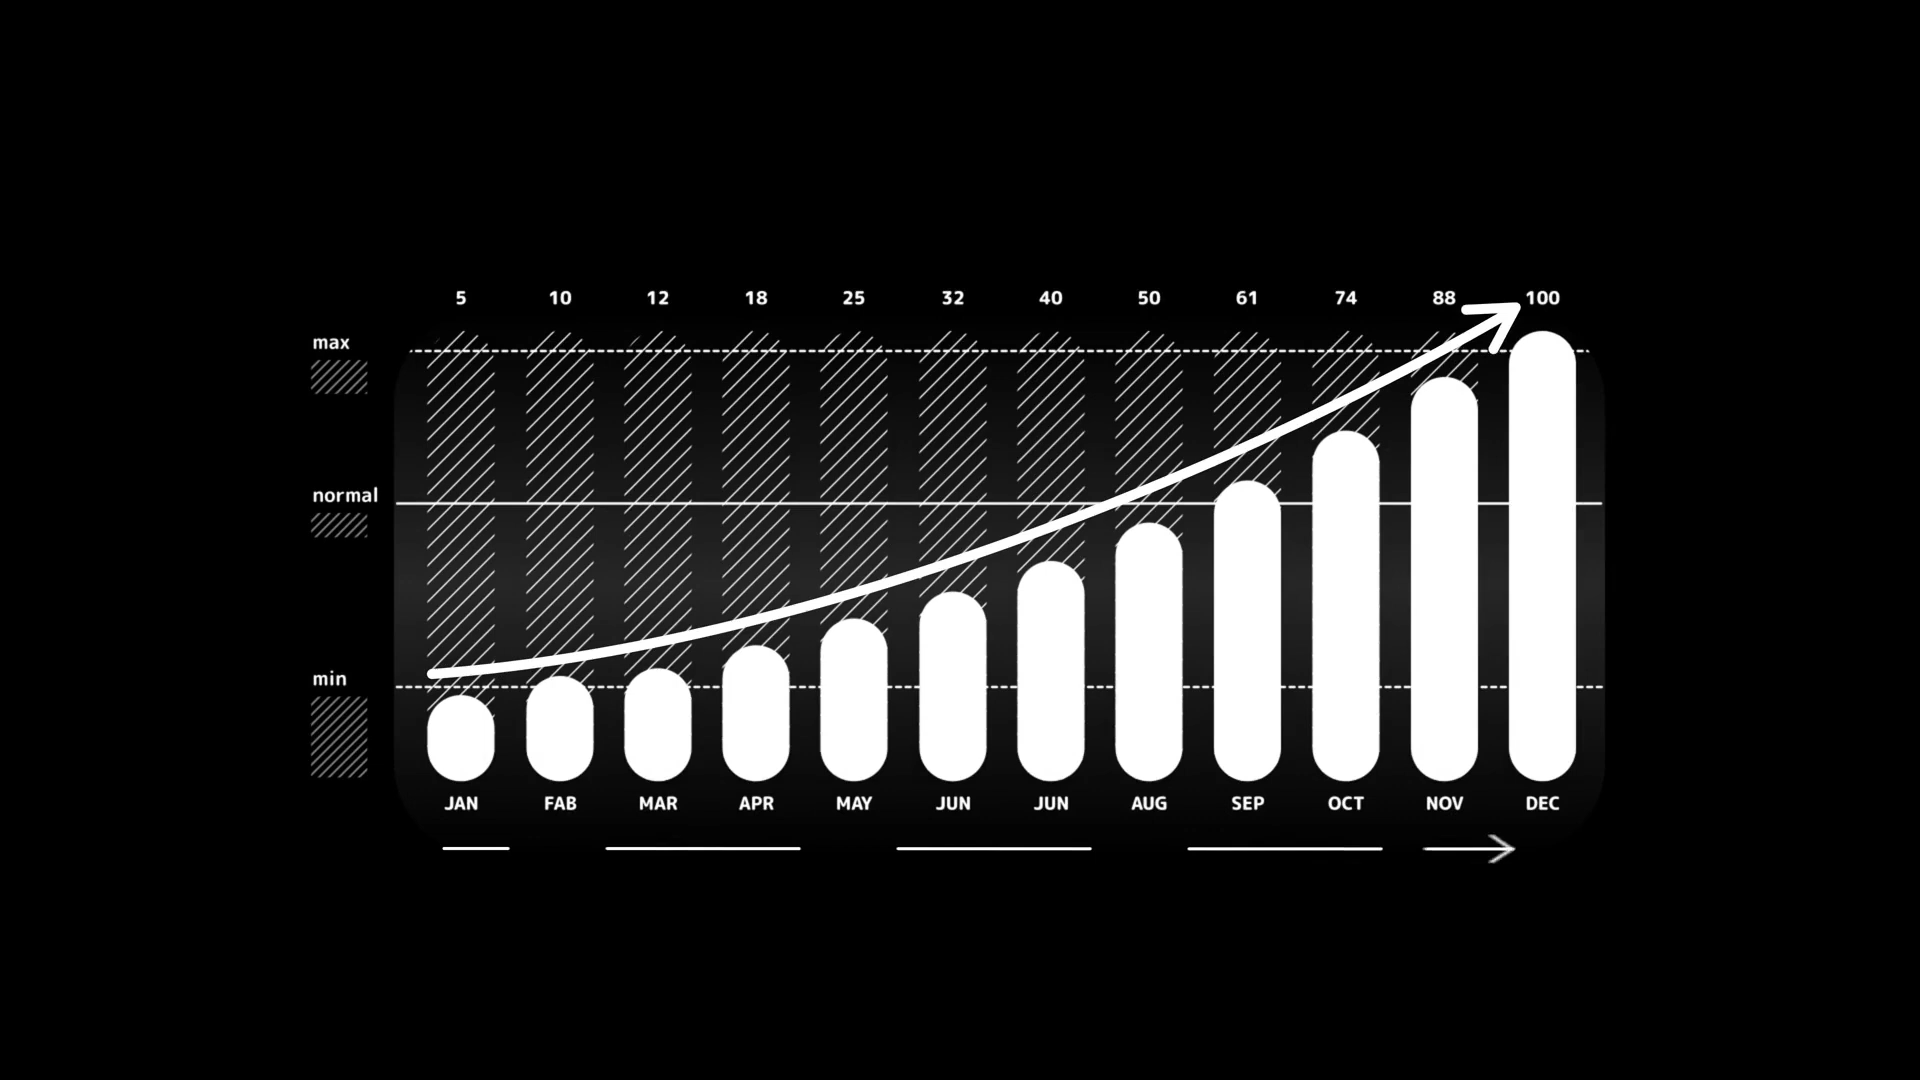 5 10 12 18 25 32 40 50 61 74 88 100
max
normal
min
JAN FAB MAR APR MAY JUN JUN AUG SEP OCT NOV DEC